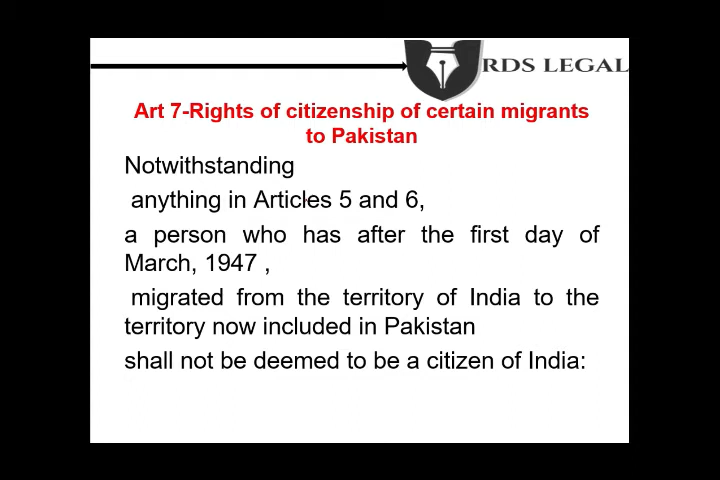 RDS LEGAL
Art 7-Rights of citizenship of certain migrants
to Pakistan
Notwithstanding
anything in Articles 5 and 6,
a person who has after the first day of
March, 1947 ,
migrated from the territory of India to the
territory now included in Pakistan
shall not be deemed to be a citizen of India: